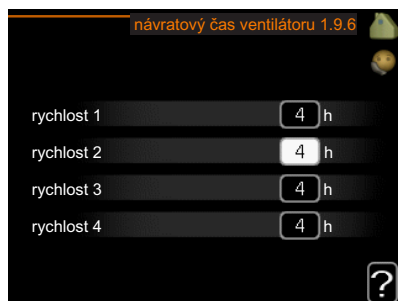 návratový čas ventilátoru 1.9.6
rychlost 1 4 h
rychlost 2 4 h
rychlost 3 4 h
rychlost 4 4 h
?